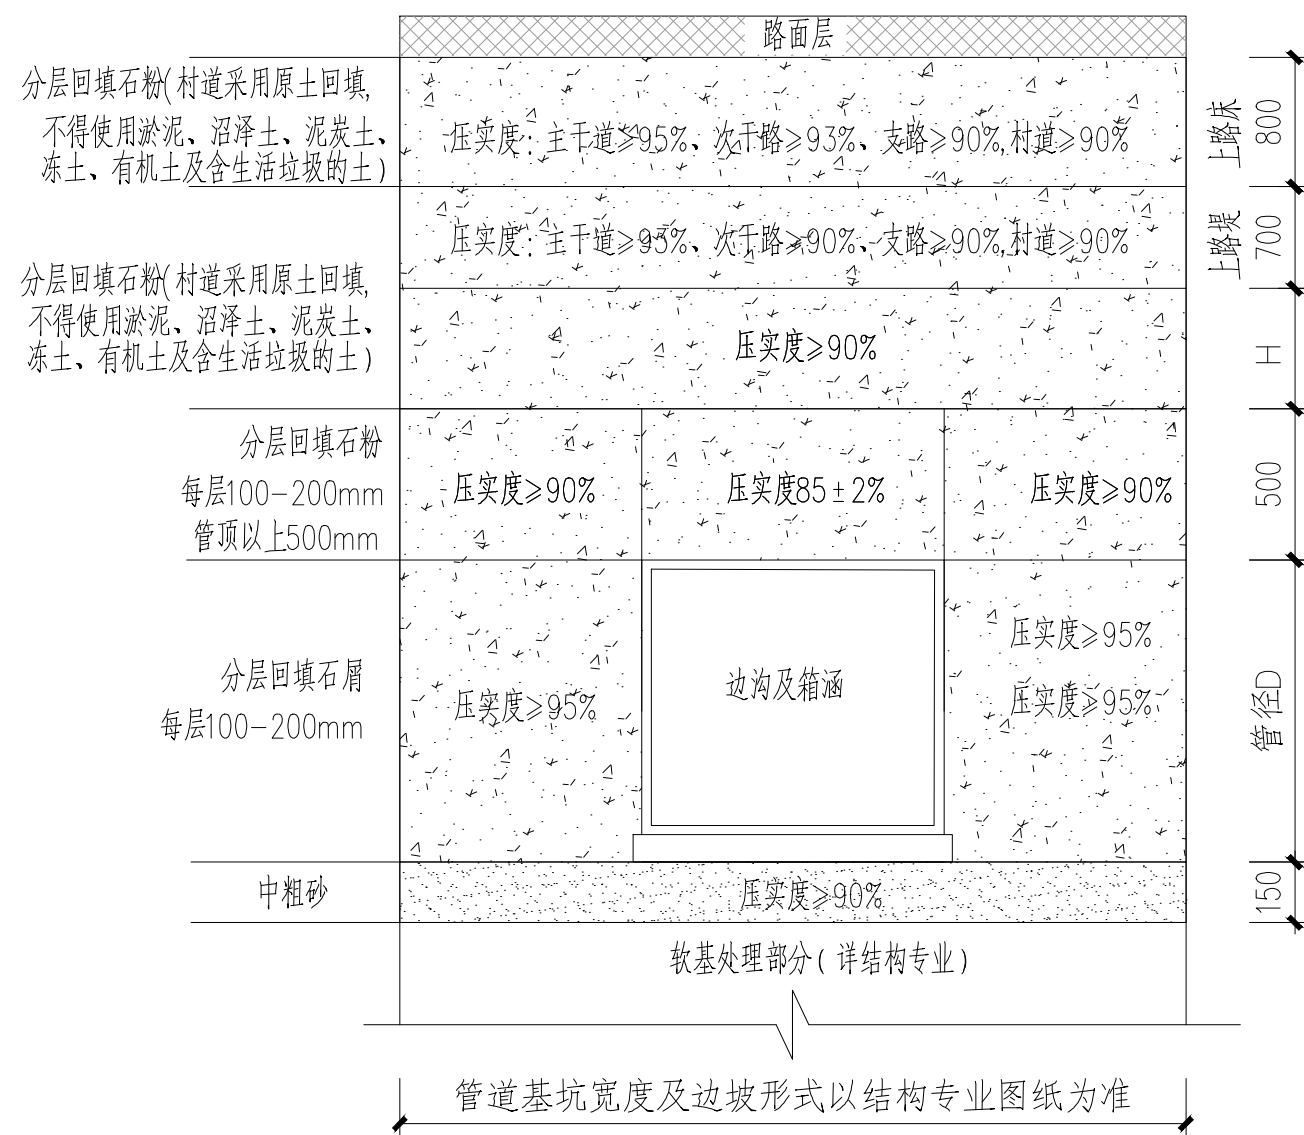 路面层
分层回填石粉(村道采用原土回填,
不得使用淤泥、沼泽土、泥炭土、
冻土、有机土及含生活垃圾的土)
压实度：主干道≥95%、次干路≥93%、支路≥90%,村道≥90%
上路床
800
压实度：主干道≥93%、次干路≥90%、支路≥90%,村道≥90%
上路堤
700
分层回填石粉(村道采用原土回填,
不得使用淤泥、沼泽土、泥炭土、
冻土、有机土及含生活垃圾的土)
压实度≥90%
H
分层回填石粉
每层100-200mm
管顶以上500mm
压实度≥90%
压实度85±2%
压实度≥90%
500
分层回填石屑
每层100-200mm
压实度≥95%
边沟及箱涵
压实度≥95%
压实度≥95%
管径D
中粗砂
压实度≥90%
150
软基处理部分(详结构专业)
管道基坑宽度及边坡形式以结构专业图纸为准